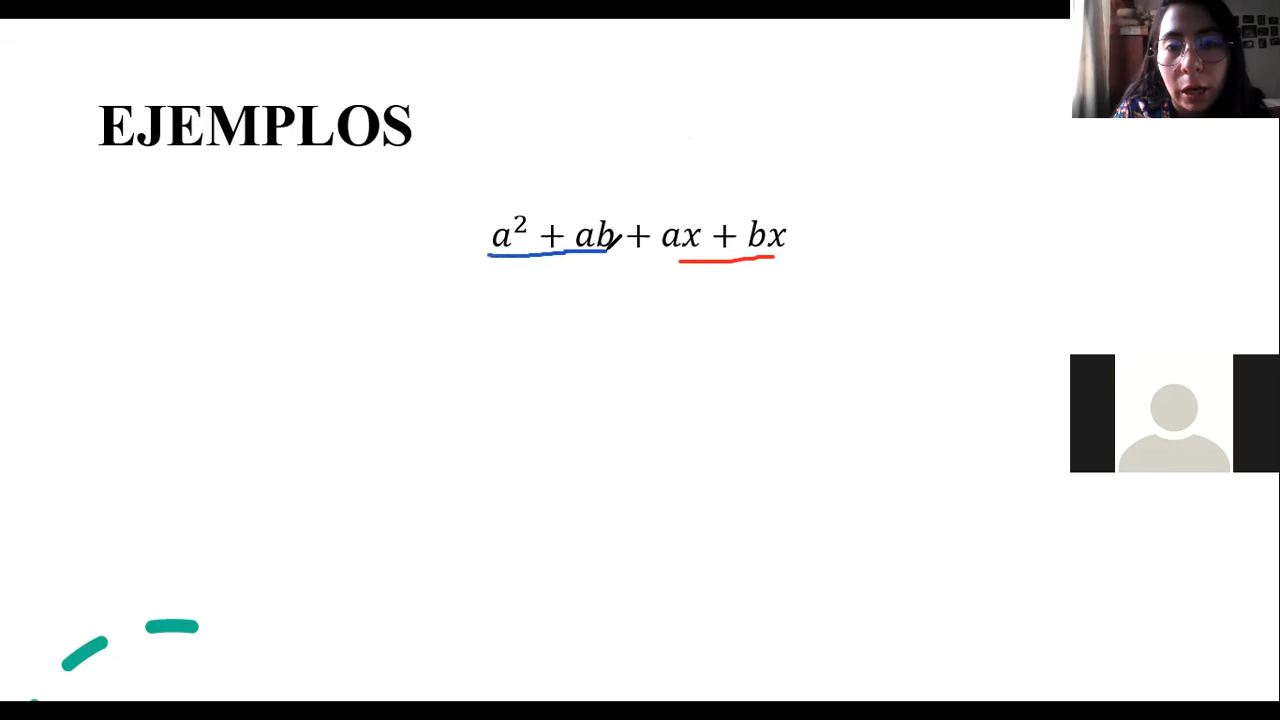 EJEMPLOS
a² + ab + ax + bx